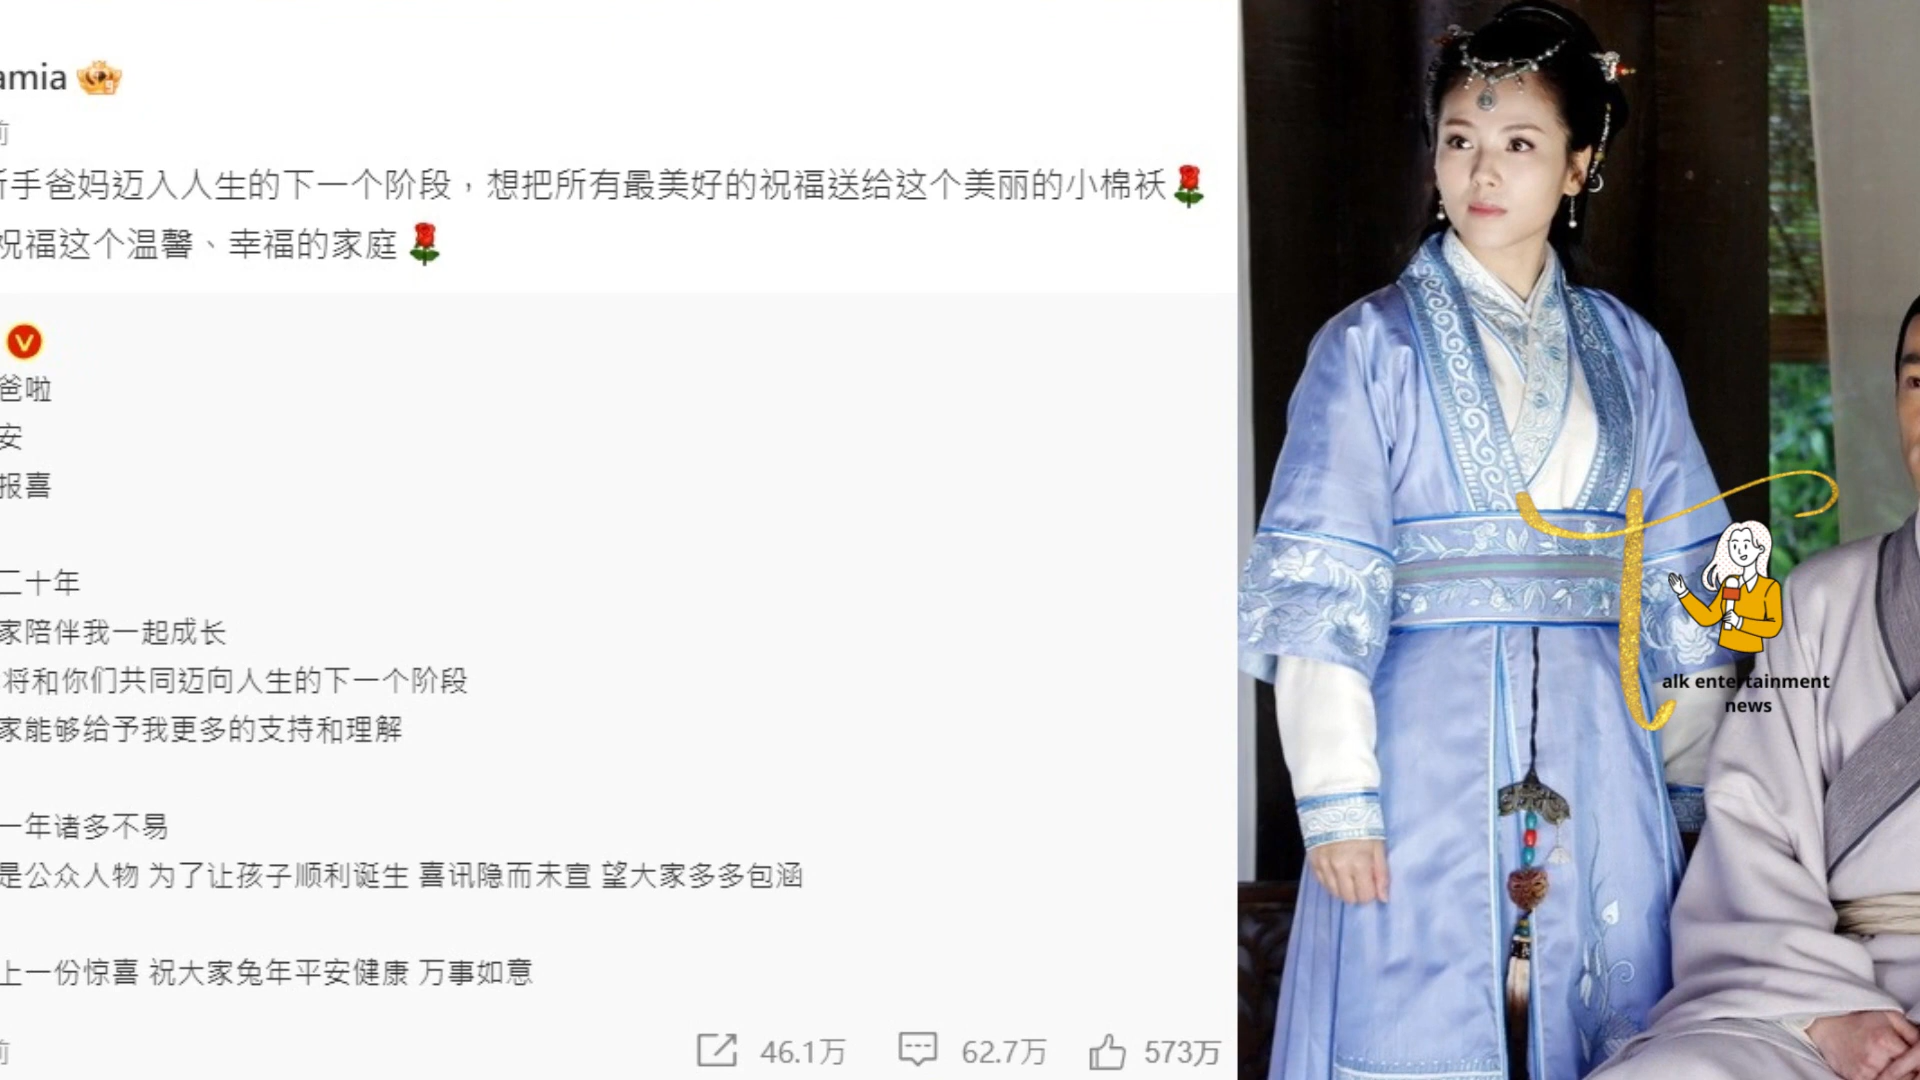 amia
前
手爸妈迈入人生的下一个阶段，想把所有最美好的祝福送给这个美丽的小棉袄
祝福这个温馨、幸福的家庭
V
爸啦
安
报喜
二十年
家陪伴我一起成长
将和你们共同迈向人生的下一个阶段
家能够给予我更多的支持和理解
一年诸多不易
是公众人物 为了让孩子顺利诞生 喜讯隐而未宣 望大家多多包涵
上一份惊喜 祝大家兔年平安健康 万事如意
前
46.1万 62.7万 573万
T
alk entertainment
news